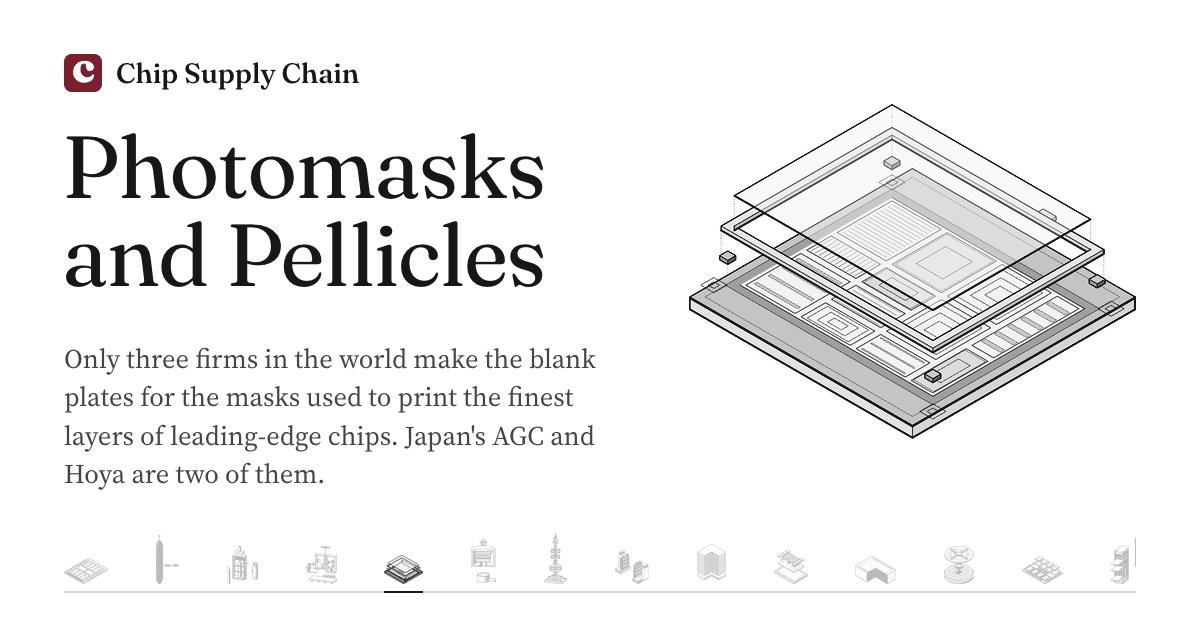 Chip Supply Chain
Photomasks
and Pellicles
Only three firms in the world make the blank
plates for the masks used to print the finest
layers of leading-edge chips. Japan's AGC and
Hoya are two of them.